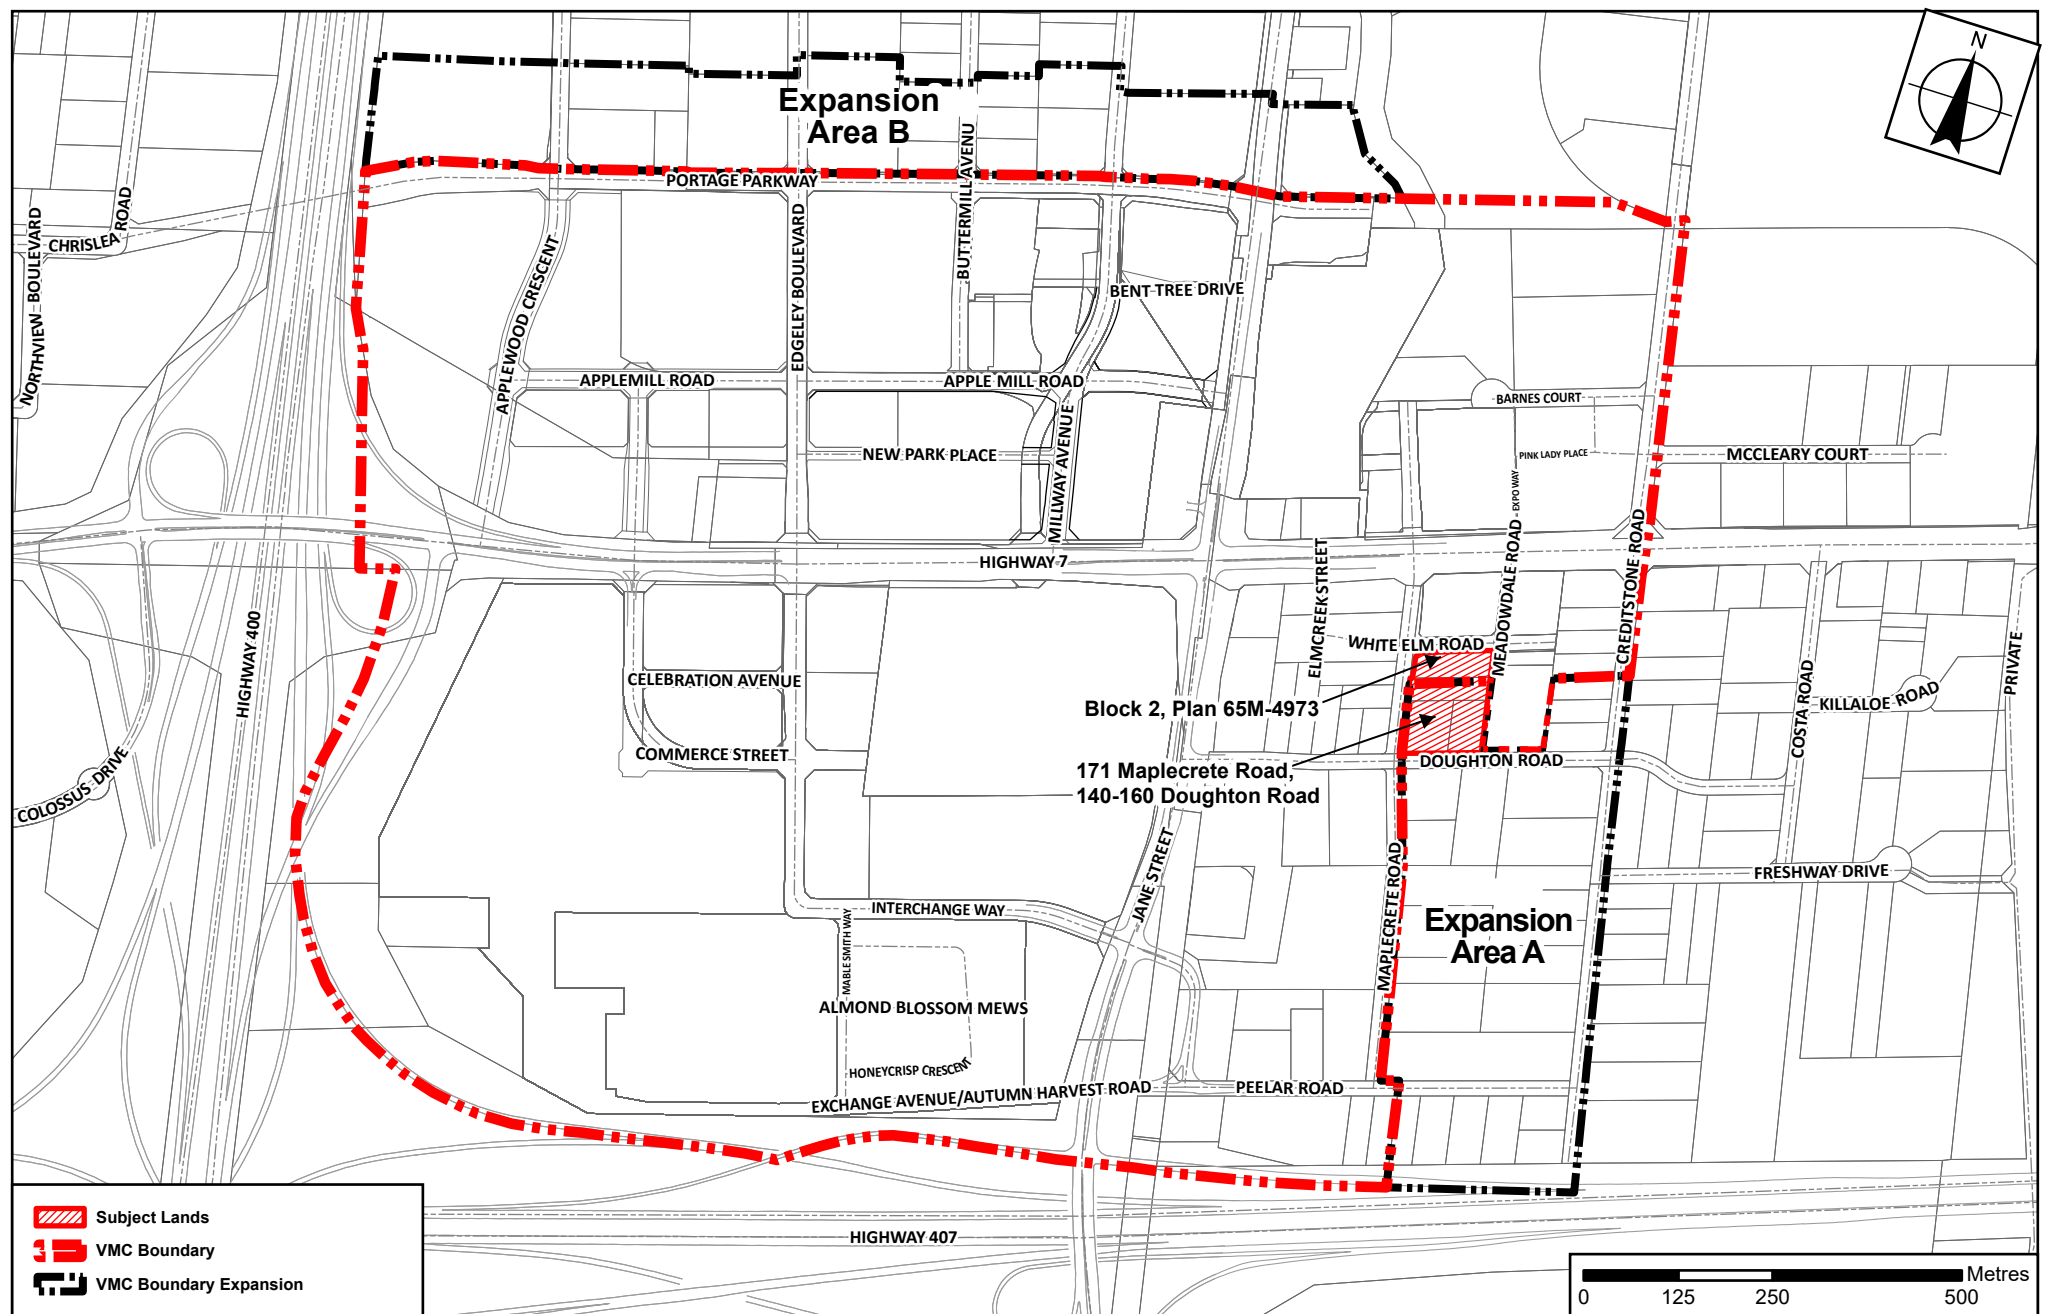 N
Expansion
Area B
PORTAGE PARKWAY
BUTTERMILL AVENU
CHRISLEA ROAD
NORTHVIEW BOULEVARD
APPLEWOOD CRESCENT
EDGELEY BOULEVARD
BENT TREE DRIVE
APPLEMILL ROAD
APPLE MILL ROAD
BARNES COURT
NEW PARK PLACE
MILLWAY AVENUE
PINK LADY PLACE
MCCLEARY COURT
EXPO WAY
HIGHWAY 7
ELMCREEK STREET
MEADOWDALE ROAD
CREDITSTONE ROAD
HIGHWAY 400
WHITE ELM ROAD
PRIVATE
CELEBRATION AVENUE
Block 2, Plan 65M-4973
COSTA ROAD
KILLALOE ROAD
COLOSSUS DRIVE
COMMERCE STREET
DOUGHTON ROAD
171 Maplecrete Road,
140-160 Doughton Road
JANE STREET
MAPLECRETE ROAD
FRESHWAY DRIVE
INTERCHANGE WAY
Expansion
Area A
MABLE SMITH WAY
ALMOND BLOSSOM MEWS
HONEYCRISP CRESCENT
EXCHANGE AVENUE/AUTUMN HARVEST ROAD
PEELAR ROAD
HIGHWAY 407
Subject Lands
VMC Boundary
VMC Boundary Expansion
Metres
0 125 250 500